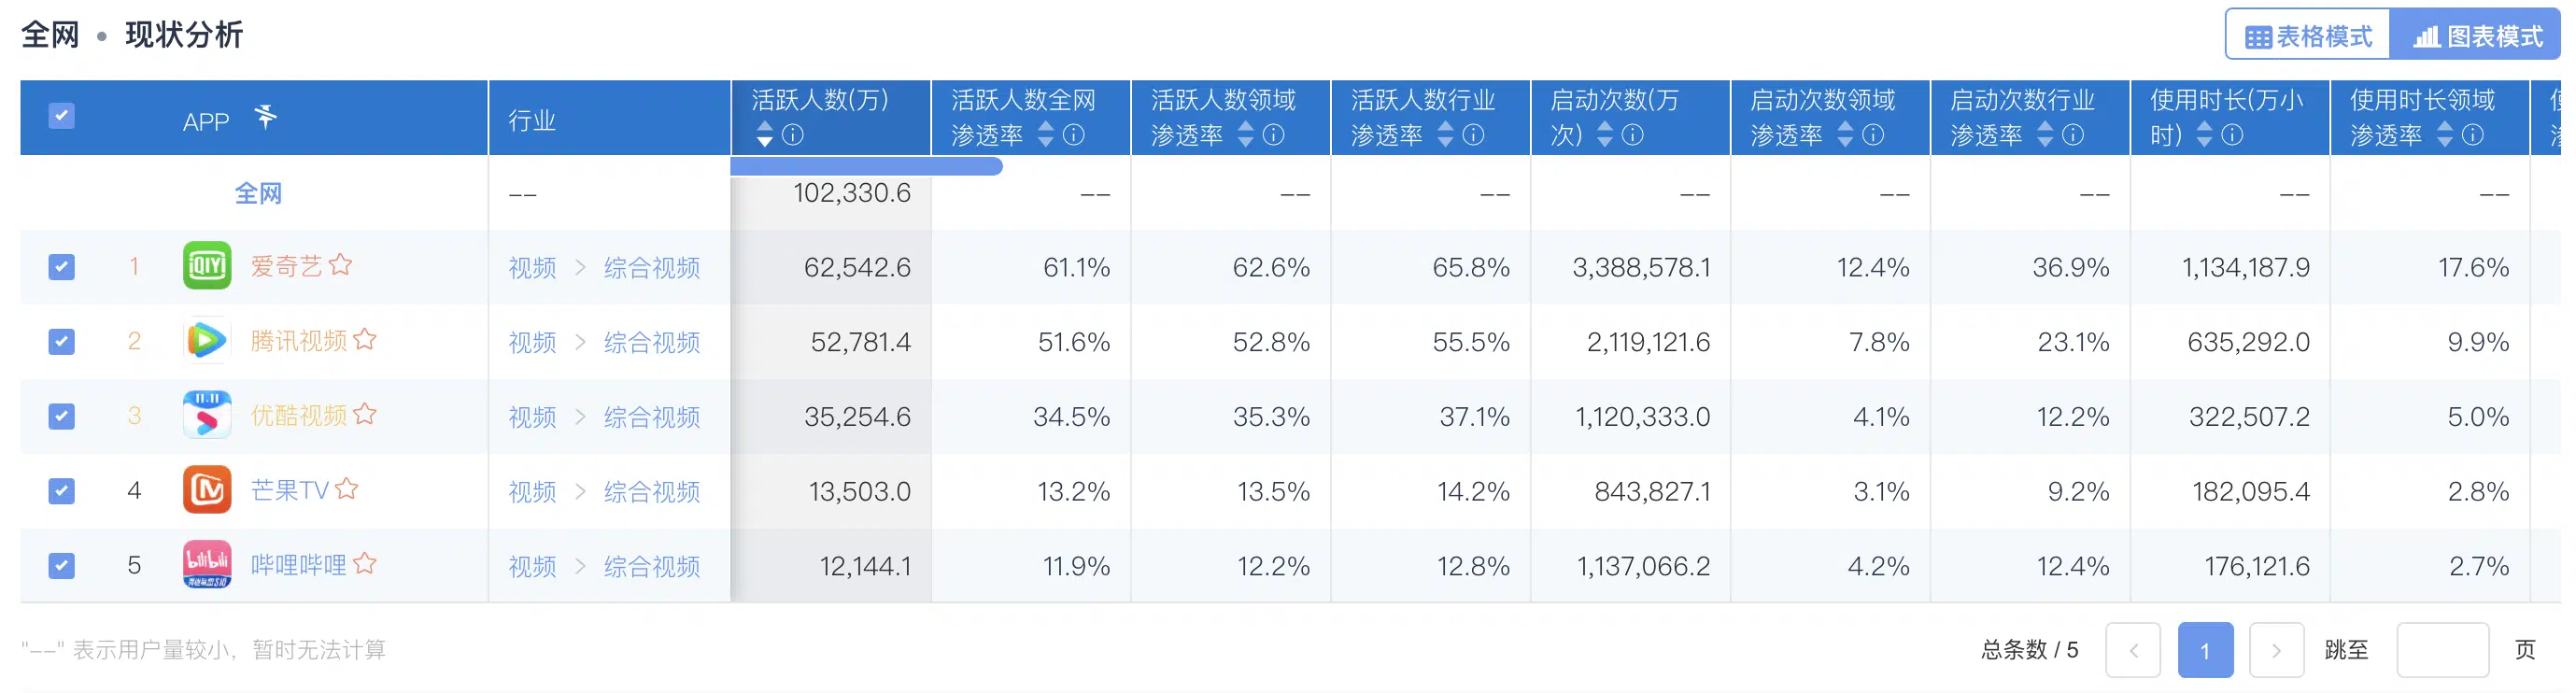 全网 • 现状分析
表格模式 图表模式
APP 行业 活跃人数(万) 活跃人数全网渗透率 活跃人数领域渗透率 活跃人数行业渗透率 启动次数(万次) 启动次数领域渗透率 启动次数行业渗透率 使用时长(万小时) 使用时长领域渗透率
全网 –– 102,330.6 –– –– –– –– –– –– –– ––
1 iQIYI 爱奇艺 视频 > 综合视频 62,542.6 61.1% 62.6% 65.8% 3,388,578.1 12.4% 36.9% 1,134,187.9 17.6%
2 腾讯视频 视频 > 综合视频 52,781.4 51.6% 52.8% 55.5% 2,119,121.6 7.8% 23.1% 635,292.0 9.9%
3 11.11 优酷视频 视频 > 综合视频 35,254.6 34.5% 35.3% 37.1% 1,120,333.0 4.1% 12.2% 322,507.2 5.0%
4 芒果TV 视频 > 综合视频 13,503.0 13.2% 13.5% 14.2% 843,827.1 3.1% 9.2% 182,095.4 2.8%
5 bilibili 哔哩哔哩 视频 > 综合视频 12,144.1 11.9% 12.2% 12.8% 1,137,066.2 4.2% 12.4% 176,121.6 2.7%
"––" 表示用户量较小，暂时无法计算
总条数 / 5 < 1 > 跳至 页